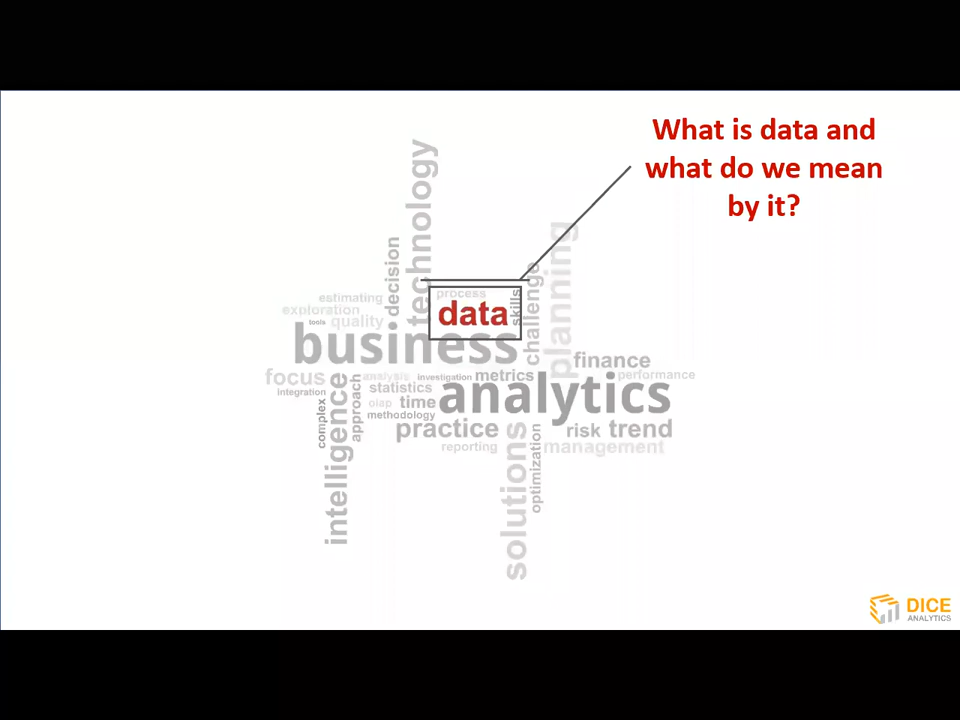 What is data and
what do we mean
by it?
technology
planning
decision
challenge
process
skills
estimating
exploration
tools
quality
data
business
finance
performance
focus
integration
analysis
investigation
metrics
statistics
analytics
olap
time
methodology
approach
complex
intelligence
practice
risk
trend
reporting
management
solutions
optimization
DICE
ANALYTICS